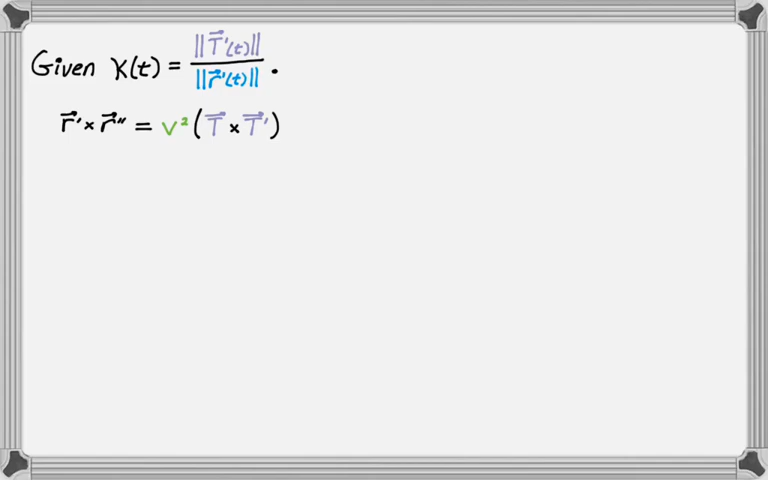 Given κ(t) = ||T⃗'(t)|| / ||r⃗'(t)|| .
r⃗' × r⃗'' = v² (T⃗ × T⃗')